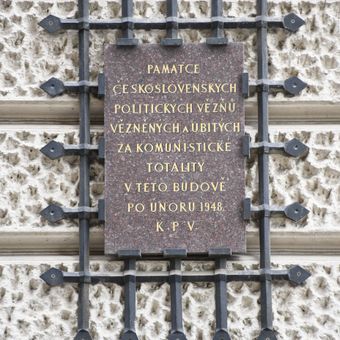 PAMÁTCE
ČESKOSLOVENSKÝCH
POLITICKÝCH VĚZŇŮ
VĚZNĚNÝCH A UBITÝCH
ZA KOMUNISTICKÉ
TOTALITY
V TÉTO BUDOVĚ
PO ÚNORU 1948.
K. P. V.